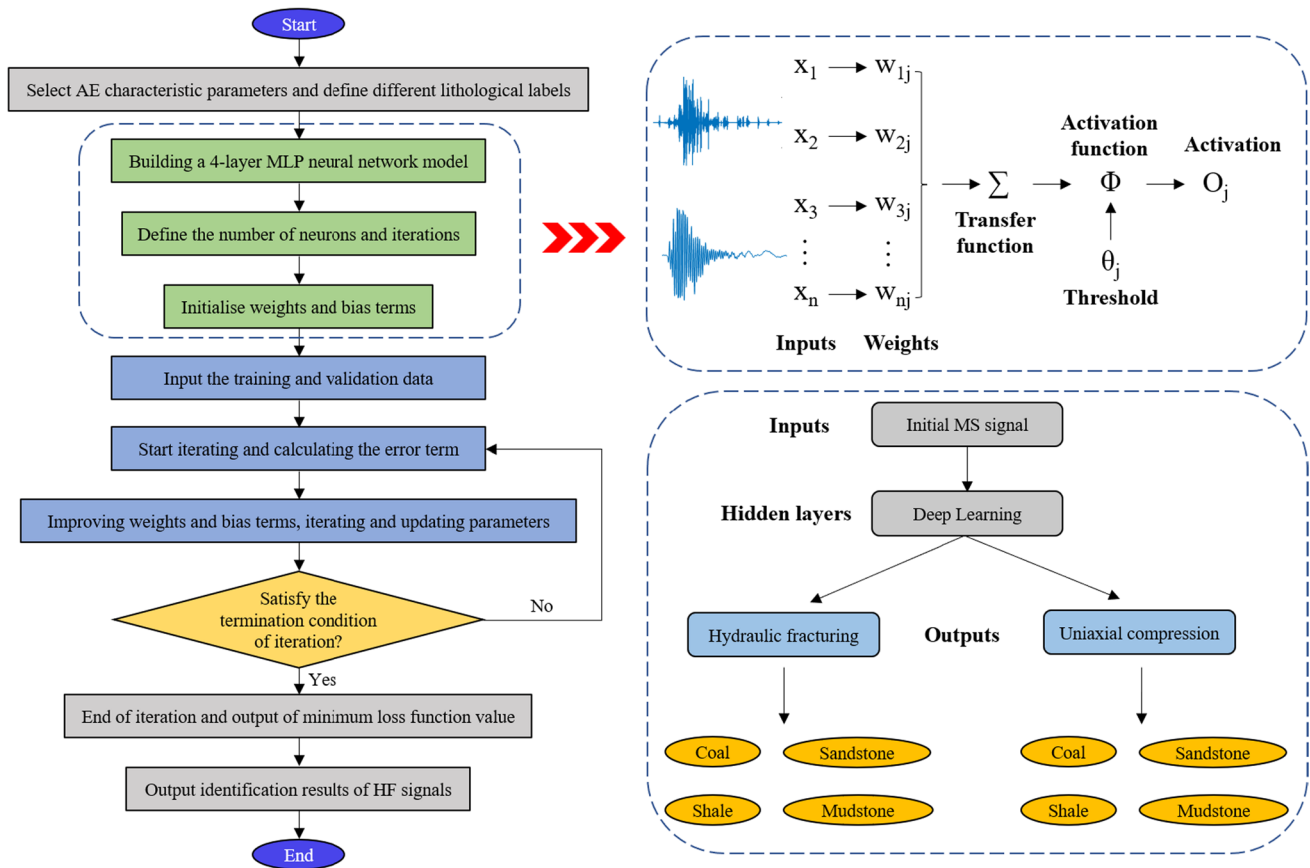 Start
Select AE characteristic parameters and define different lithological labels
Building a 4-layer MLP neural network model
Define the number of neurons and iterations
Initialise weights and bias terms
Input the training and validation data
Start iterating and calculating the error term
Improving weights and bias terms, iterating and updating parameters
Satisfy the
termination condition
of iteration?
No
Yes
End of iteration and output of minimum loss function value
Output identification results of HF signals
End
x₁ w₁ⱼ
x₂ w₂ⱼ
x₃ w₃ⱼ
⋮ ⋮
xₙ wₙⱼ
Inputs Weights
Σ
Transfer
function
Activation
function
Φ
θⱼ
Threshold
Activation
Oⱼ
Inputs
Initial MS signal
Hidden layers
Deep Learning
Hydraulic fracturing
Outputs
Uniaxial compression
Coal Sandstone
Shale Mudstone
Coal Sandstone
Shale Mudstone